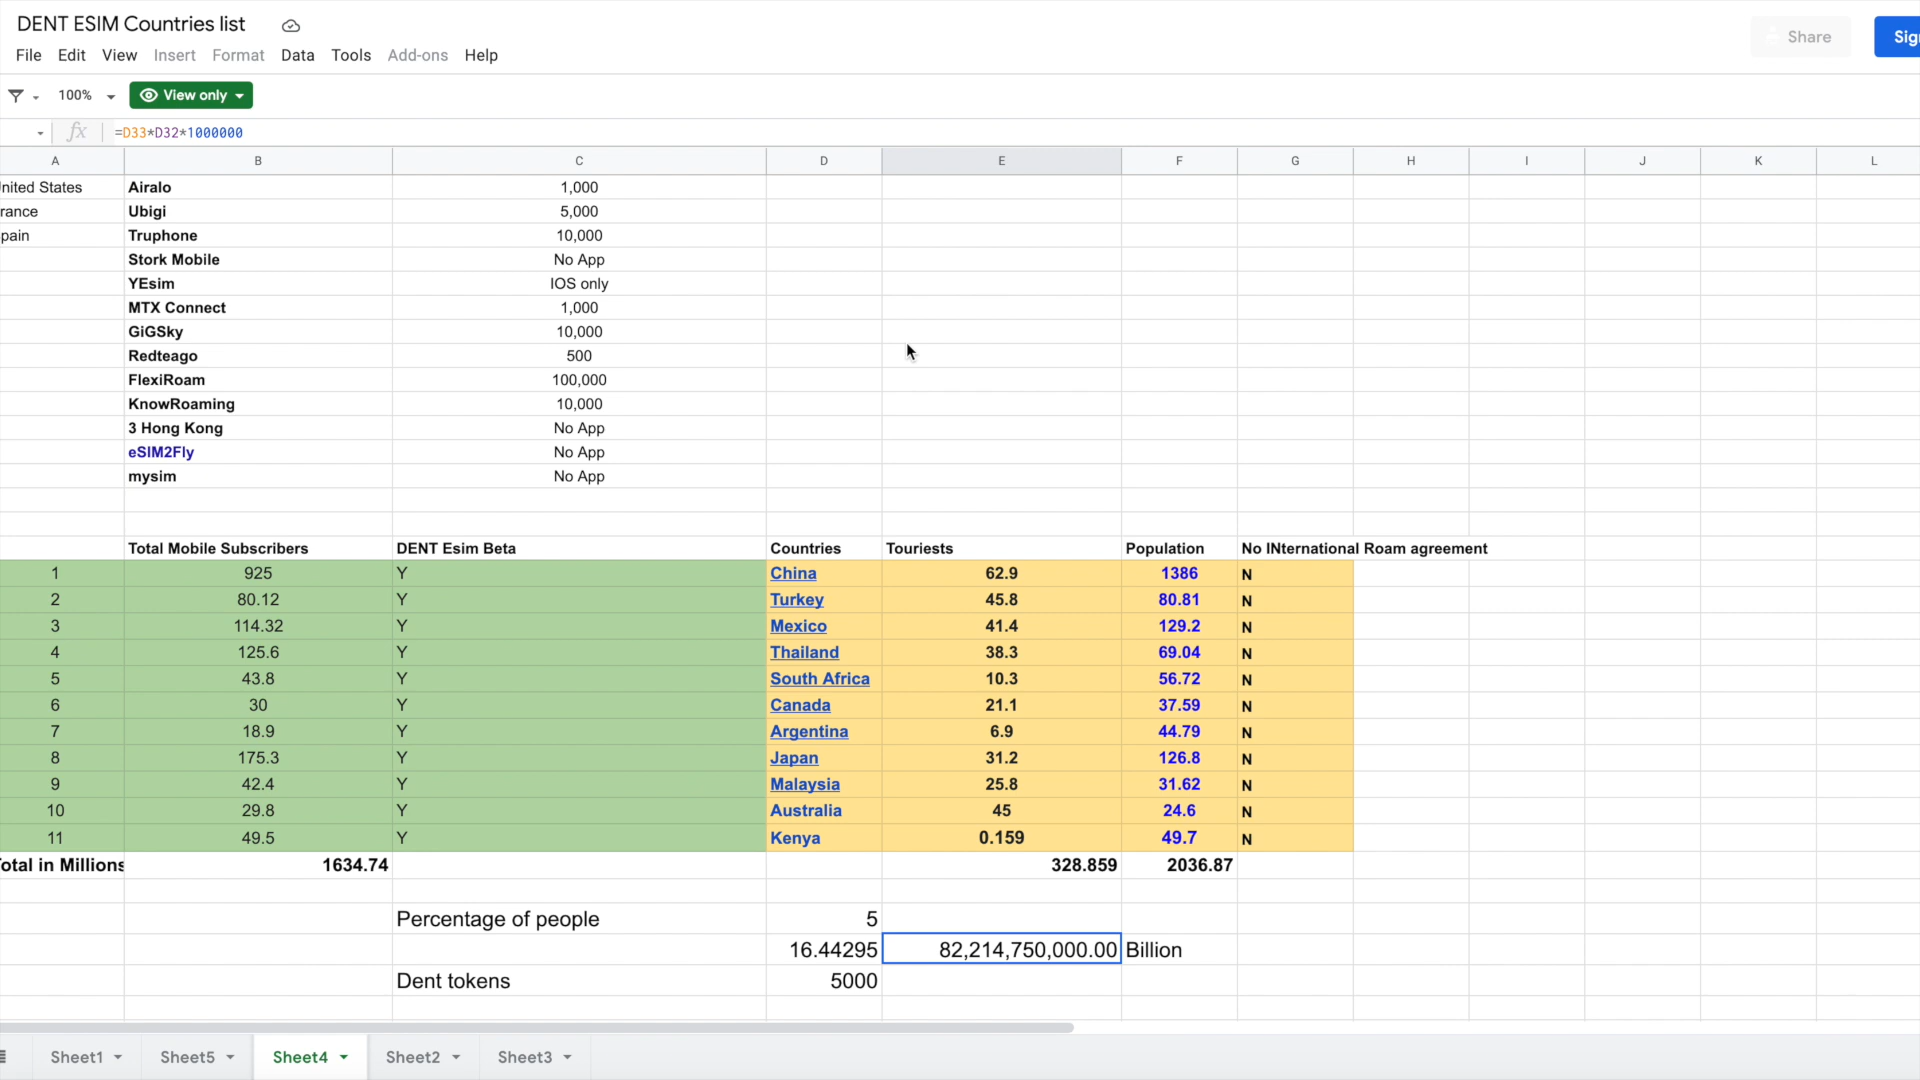 DENT ESIM Countries list
Share
Sig
File Edit View Insert Format Data Tools Add-ons Help
100% View only
fx =D33*D32*1000000
A B C D E F G H I J K L
nited States Airalo 1,000
rance Ubigi 5,000
pain Truphone 10,000
Stork Mobile No App
YEsim IOS only
MTX Connect 1,000
GiGSky 10,000
Redteago 500
FlexiRoam 100,000
KnowRoaming 10,000
3 Hong Kong No App
eSIM2Fly No App
mysim No App
Total Mobile Subscribers DENT Esim Beta Countries Touriests Population No INternational Roam agreement
1 925 Y China 62.9 1386 N
2 80.12 Y Turkey 45.8 80.81 N
3 114.32 Y Mexico 41.4 129.2 N
4 125.6 Y Thailand 38.3 69.04 N
5 43.8 Y South Africa 10.3 56.72 N
6 30 Y Canada 21.1 37.59 N
7 18.9 Y Argentina 6.9 44.79 N
8 175.3 Y Japan 31.2 126.8 N
9 42.4 Y Malaysia 25.8 31.62 N
10 29.8 Y Australia 45 24.6 N
11 49.5 Y Kenya 0.159 49.7 N
otal in Millions 1634.74 328.859 2036.87
Percentage of people 5
16.44295 82,214,750,000.00 Billion
Dent tokens 5000
Sheet1 Sheet5 Sheet4 Sheet2 Sheet3